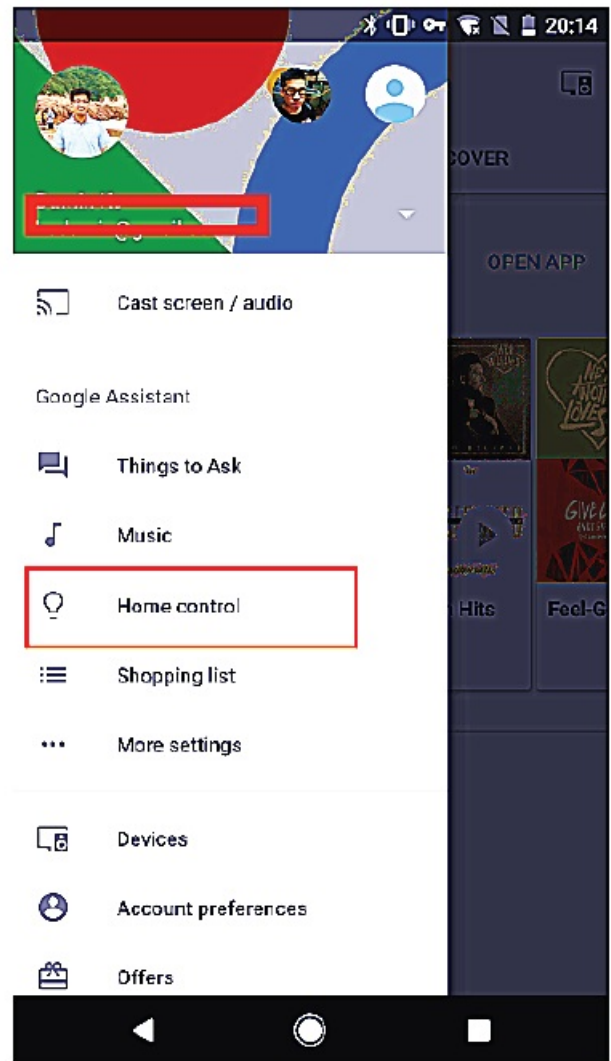 20:14
COVER
OPEN APP
Cast screen / audio
Google Assistant
Things to Ask
Music
Home control
Hits
Feel-G
Shopping list
More settings
Devices
Account preferences
Offers